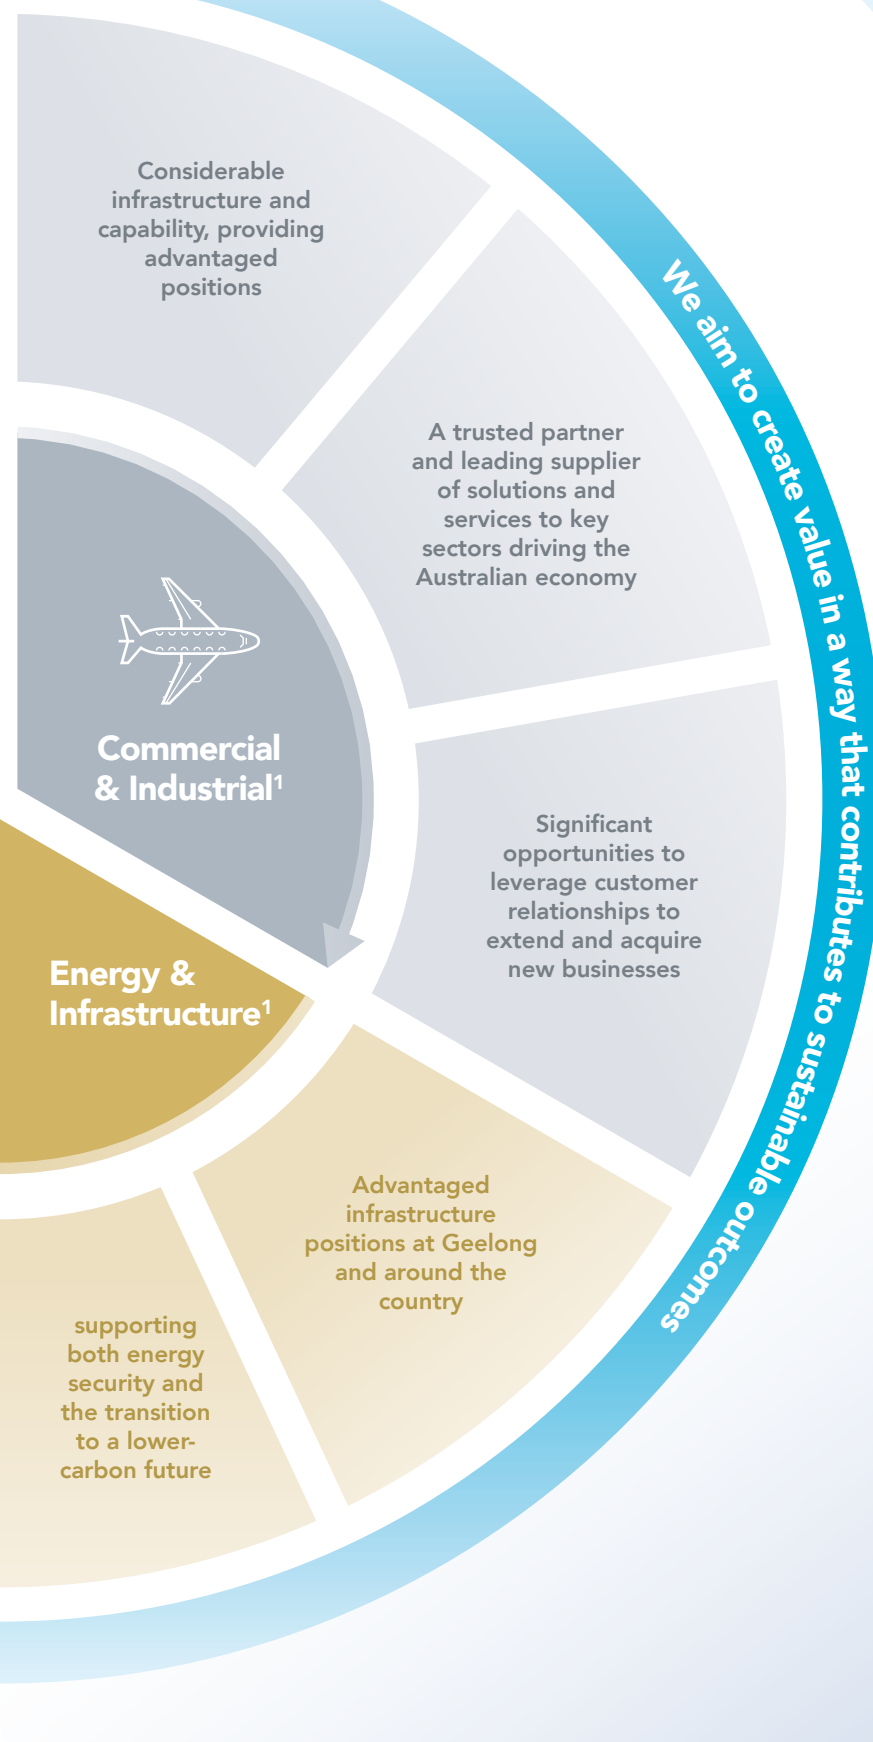 Considerable
infrastructure and
capability, providing
advantaged
positions
A trusted partner
and leading supplier
of solutions and
services to key
sectors driving the
Australian economy
We aim to create value in a way that contributes to sustainable outcomes
Commercial
& Industrial¹
Significant
opportunities to
leverage customer
relationships to
extend and acquire
new businesses
Energy &
Infrastructure¹
Advantaged
infrastructure
positions at Geelong
and around the
country
supporting
both energy
security and
the transition
to a lower-
carbon future